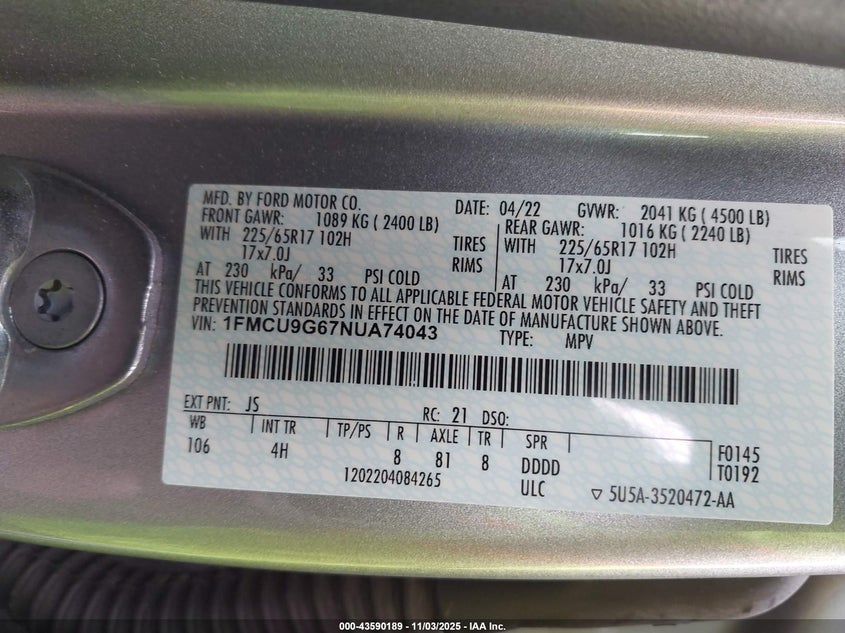 MFD. BY FORD MOTOR CO. DATE: 04/22 GVWR: 2041 KG ( 4500 LB)
FRONT GAWR: 1089 KG ( 2400 LB) REAR GAWR: 1016 KG ( 2240 LB)
WITH 225/65R17 102H TIRES WITH 225/65R17 102H TIRES
17x7.0J RIMS 17x7.0J RIMS
AT 230 kPa/ 33 PSI COLD AT 230 kPa/ 33 PSI COLD
THIS VEHICLE CONFORMS TO ALL APPLICABLE FEDERAL MOTOR VEHICLE SAFETY AND THEFT
PREVENTION STANDARDS IN EFFECT ON THE DATE OF MANUFACTURE SHOWN ABOVE.
VIN: 1FMCU9G67NUA74043 TYPE: MPV
EXT PNT: JS RC: 21 DSO:
WB INT TR TP/PS R AXLE TR SPR F0145
106 4H 8 81 8 DDDD T0192
1202204084265 ULC ▽ 5U5A-3520472-AA
000-43590189 - 11/03/2025 - IAA Inc.